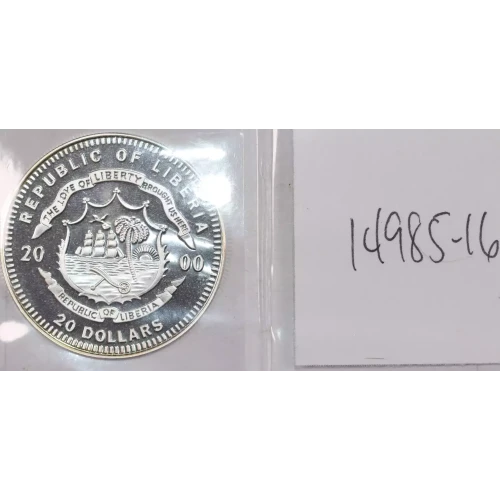 REPUBLIC OF LIBERIA
THE LOVE OF LIBERTY BROUGHT US HERE
20 00
REPUBLIC OF LIBERIA
20 DOLLARS
14985-16